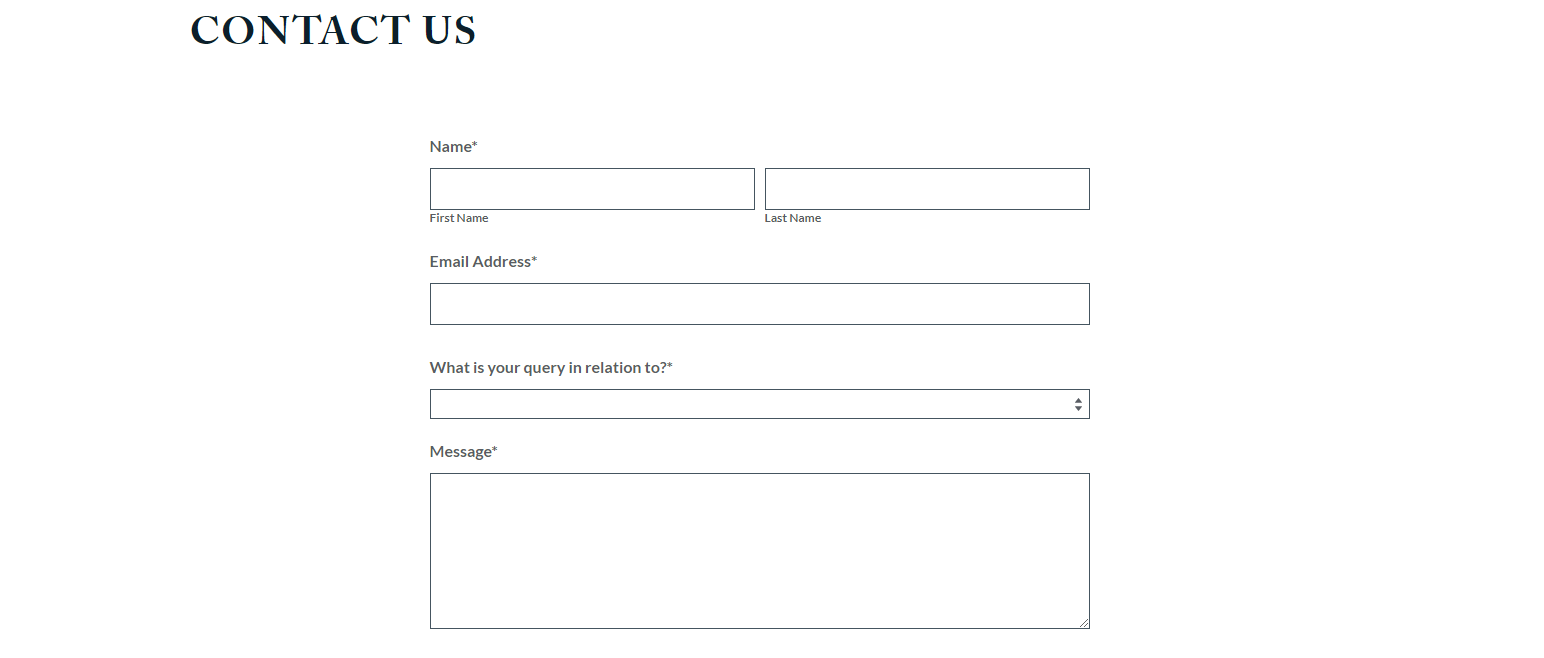 CONTACT US
Name*
First Name Last Name
Email Address*
What is your query in relation to?*
Message*